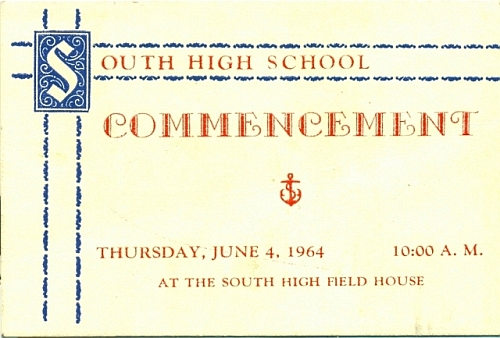 SOUTH HIGH SCHOOL
COMMENCEMENT
THURSDAY, JUNE 4, 1964 10:00 A. M.
AT THE SOUTH HIGH FIELD HOUSE